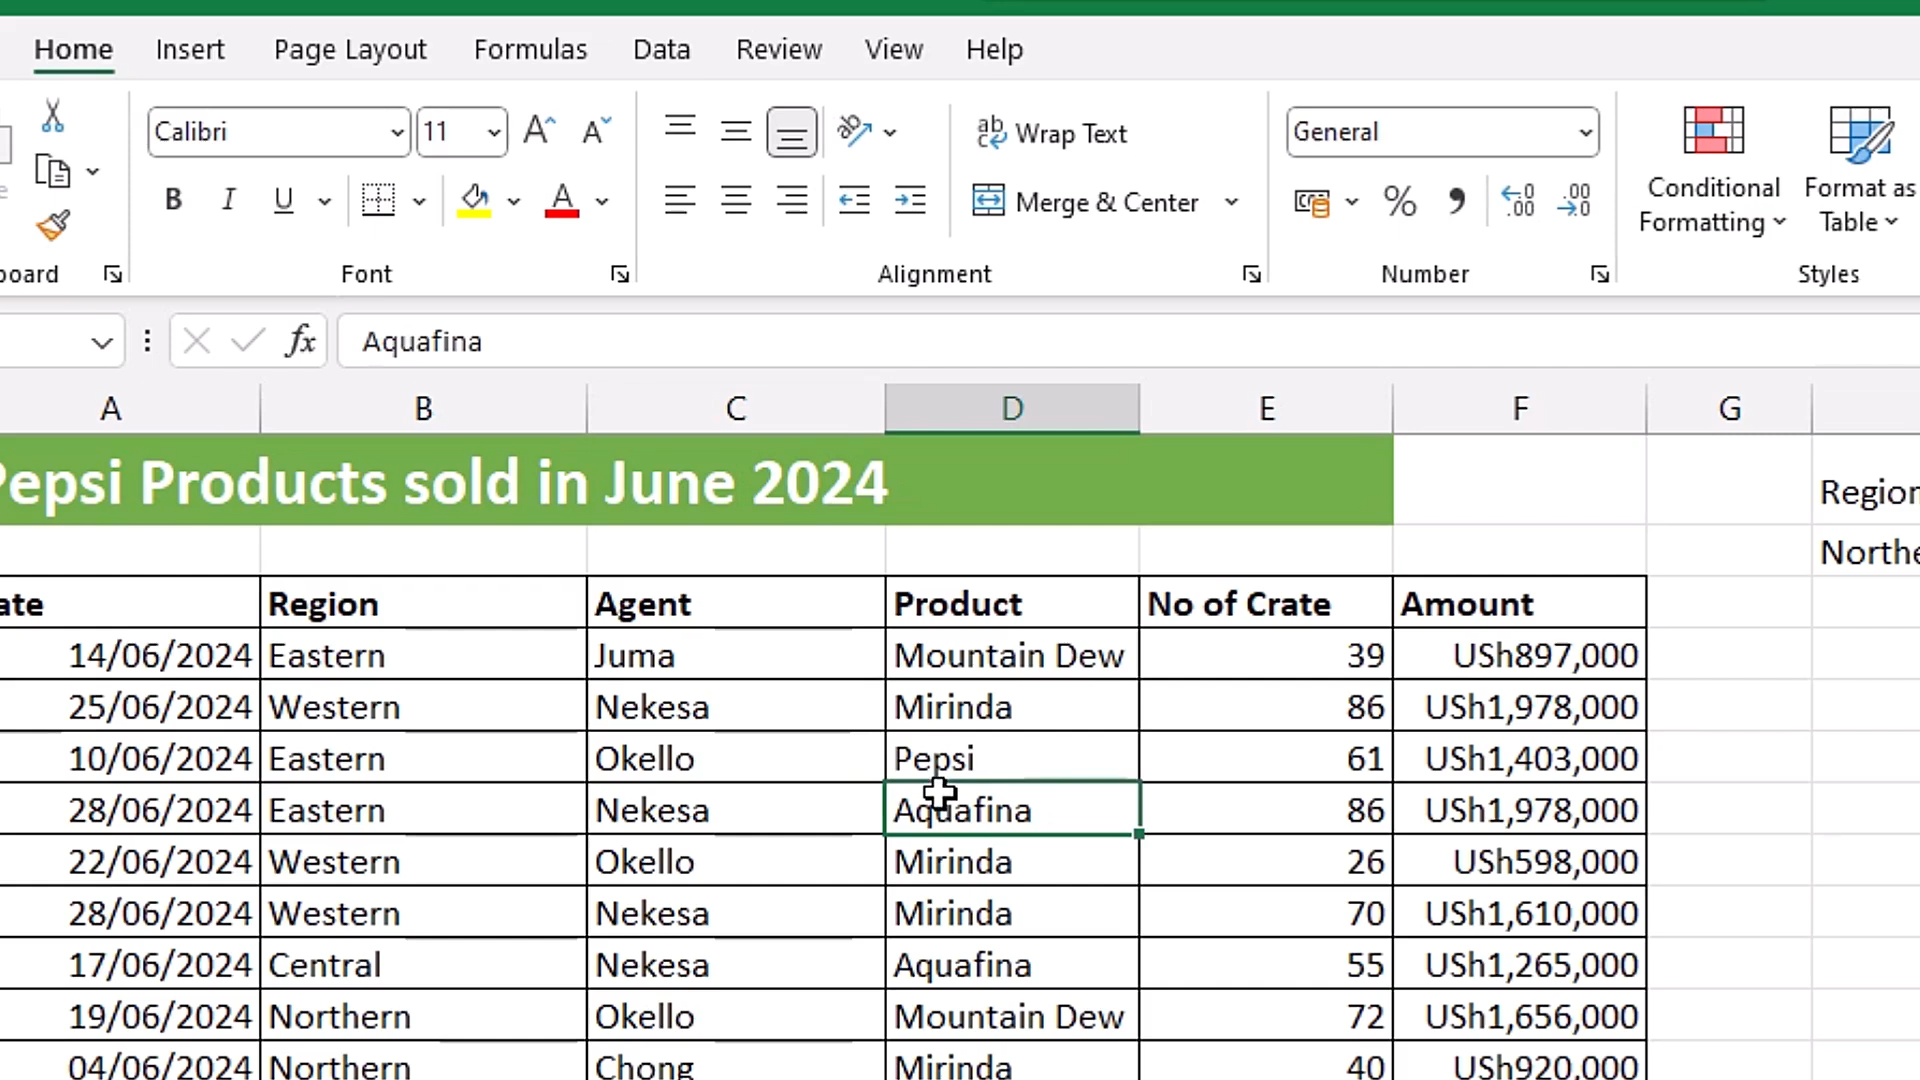 Home Insert Page Layout Formulas Data Review View Help
Calibri 11 Wrap Text General
B I U A Merge & Center % Conditional Formatting Format as Table
board Font Alignment Number Styles
fx Aquafina
A B C D E F G
Pepsi Products sold in June 2024
Region
Northe
ate Region Agent Product No of Crate Amount
14/06/2024 Eastern Juma Mountain Dew 39 USh897,000
25/06/2024 Western Nekesa Mirinda 86 USh1,978,000
10/06/2024 Eastern Okello Pepsi 61 USh1,403,000
28/06/2024 Eastern Nekesa Aquafina 86 USh1,978,000
22/06/2024 Western Okello Mirinda 26 USh598,000
28/06/2024 Western Nekesa Mirinda 70 USh1,610,000
17/06/2024 Central Nekesa Aquafina 55 USh1,265,000
19/06/2024 Northern Okello Mountain Dew 72 USh1,656,000
04/06/2024 Northern Chong Mirinda 40 USh920,000